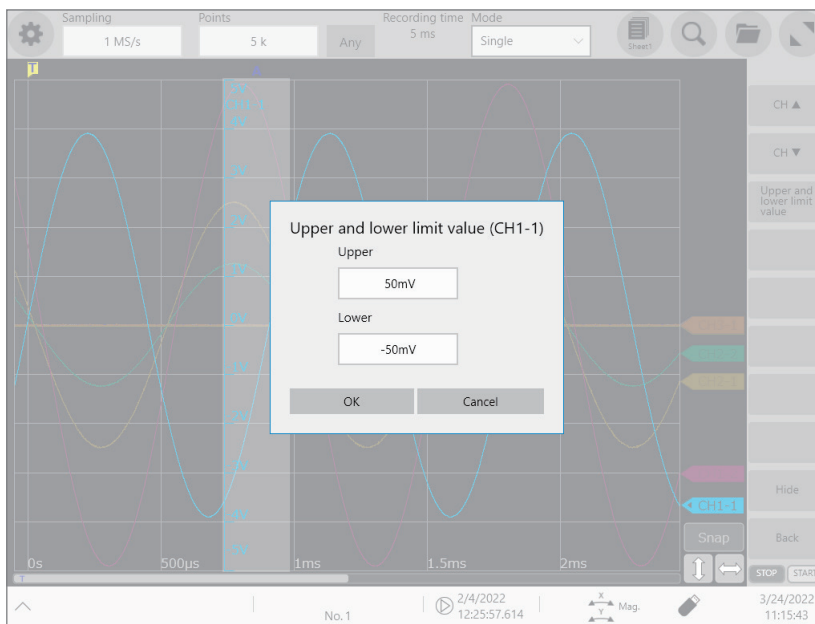 Sampling
Points
Recording time
Mode
1 MS/s
5 k
Any
5 ms
Single
Sheet1
T
CH1-1
CH ▲
CH ▼
Upper and
lower limit
value
Upper and lower limit value (CH1-1)
Upper
50mV
Lower
-50mV
OK
Cancel
CH1-1
Hide
Snap
Back
0s
500µs
1ms
1.5ms
2ms
STOP
START
T
No. 1
2/4/2022
12:25:57.614
X
Y
Mag.
3/24/2022
11:15:43